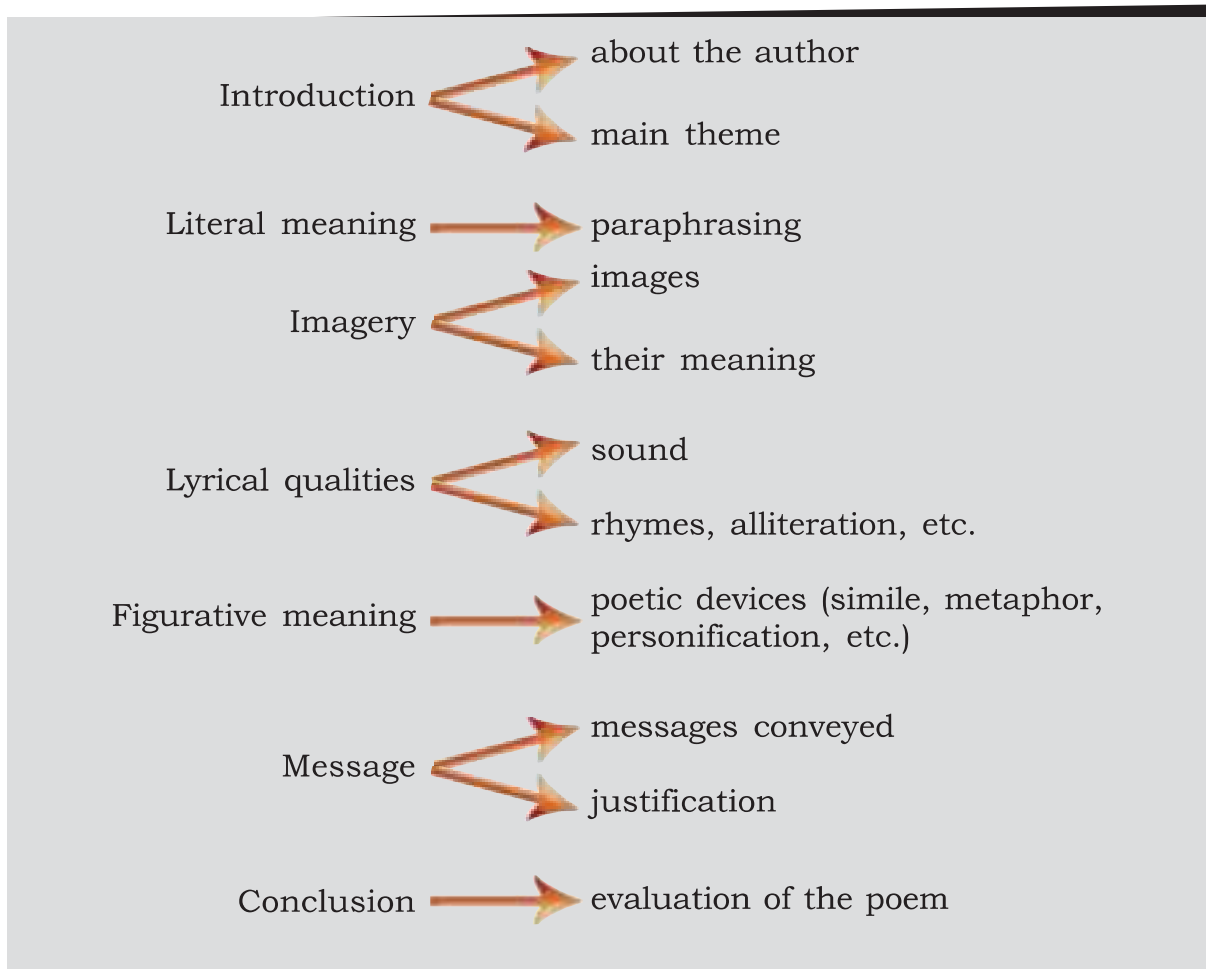 Introduction
about the author
main theme
Literal meaning
paraphrasing
Imagery
images
their meaning
Lyrical qualities
sound
rhymes, alliteration, etc.
Figurative meaning
poetic devices (simile, metaphor,
personification, etc.)
Message
messages conveyed
justification
Conclusion
evaluation of the poem